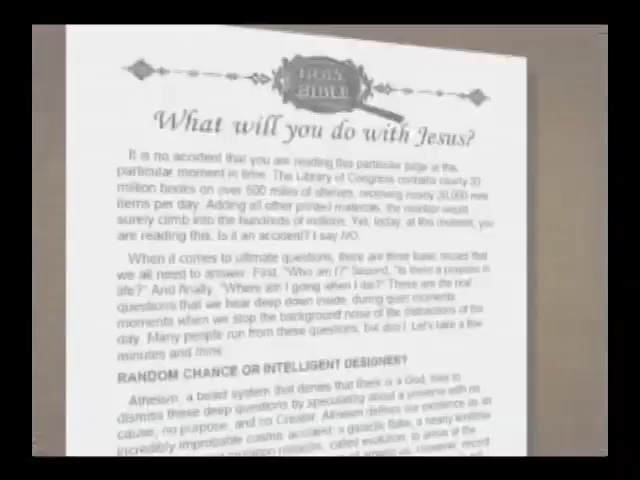 HOLY
BIBLE
What will you do with Jesus?
It is no accident that you are reading this particular page at this
particular moment in time. The Library of Congress contains nearly 30
million books on over 500 miles of shelves, receiving nearly 20,000 new
items per day. Adding all other printed materials, the number would
surely climb into the hundreds of millions. Yet, today, at this moment, you
are reading this. Is it an accident? I say NO.
When it comes to ultimate questions, there are three basic issues that
we all need to answer. First, "Who am I?" Second, "Is there a purpose in
life?" And finally, "Where am I going when I die?" These are the real
questions that we hear deep down inside, during quiet moments,
moments when we stop the background noise of the distractions of the
day. Many people run from these questions, but don't. Let's take a few
minutes and think.
RANDOM CHANCE OR INTELLIGENT DESIGNER?
Atheism, a belief system that denies that there is a God, tries to
dismiss these deep questions by speculating about a universe with no
cause, no purpose, and no Creator. Atheism defines our existence as an
incredibly improbable cosmic accident, a galactic fluke, a nearly endless
mutation miracles, called evolution,